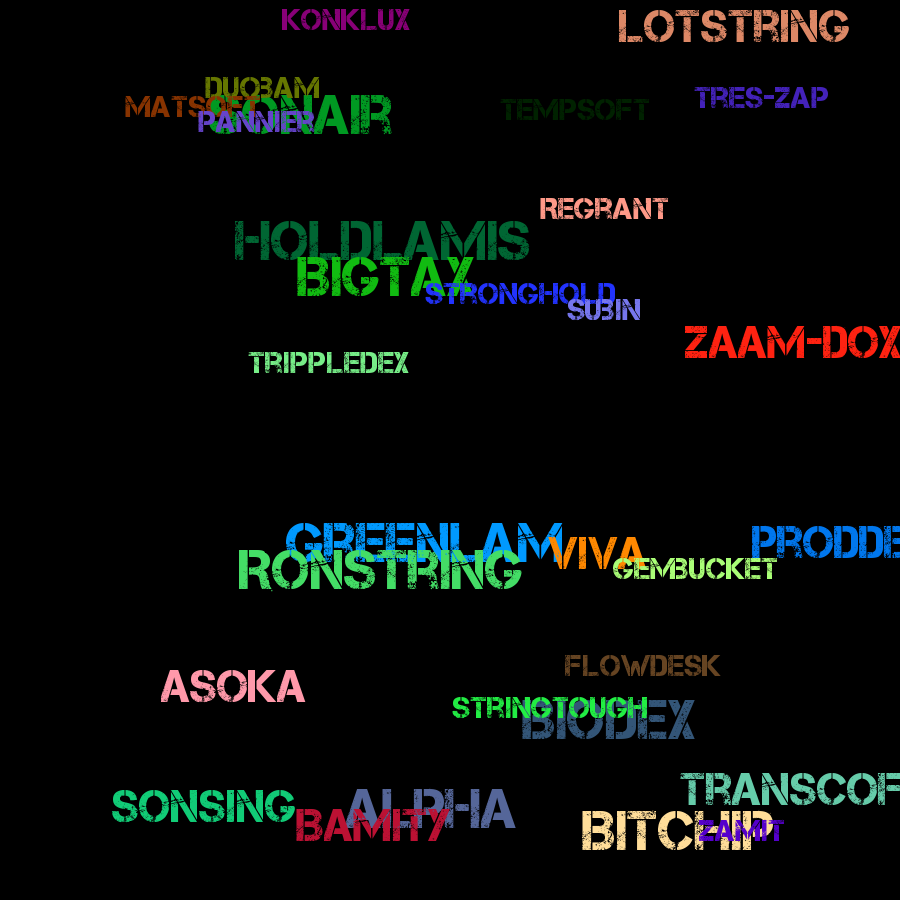 KONKLUX
LOTSTRING
DUOBAM
MATSOFT
SONAIR
PANNIER
TEMPSOFT
TRES-ZAP
REGRANT
HOLDLAMIS
BIGTAX
STRONGHOLD
SUBIN
ZAAM-DOX
TRIPPLEDEX
GREENLAM
VIVA
PRODDE
RONSTRING
GEMBUCKET
FLOWDESK
ASOKA
STRINGTOUGH
BIODEX
TRANSCOF
SONSING
ALPHA
BAMITY
BITCHIP
ZAMIT